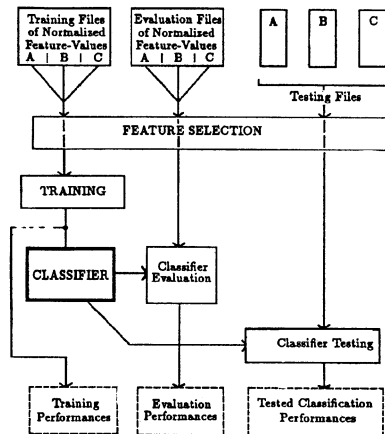 Training Files
of Normalized
Feature-Values
A | B | C
Evaluation Files
of Normalized
Feature-Values
A | B | C
A
B
C
Testing Files
FEATURE SELECTION
TRAINING
CLASSIFIER
Classifier
Evaluation
Classifier Testing
Training
Performances
Evaluation
Performances
Tested Classification
Performances